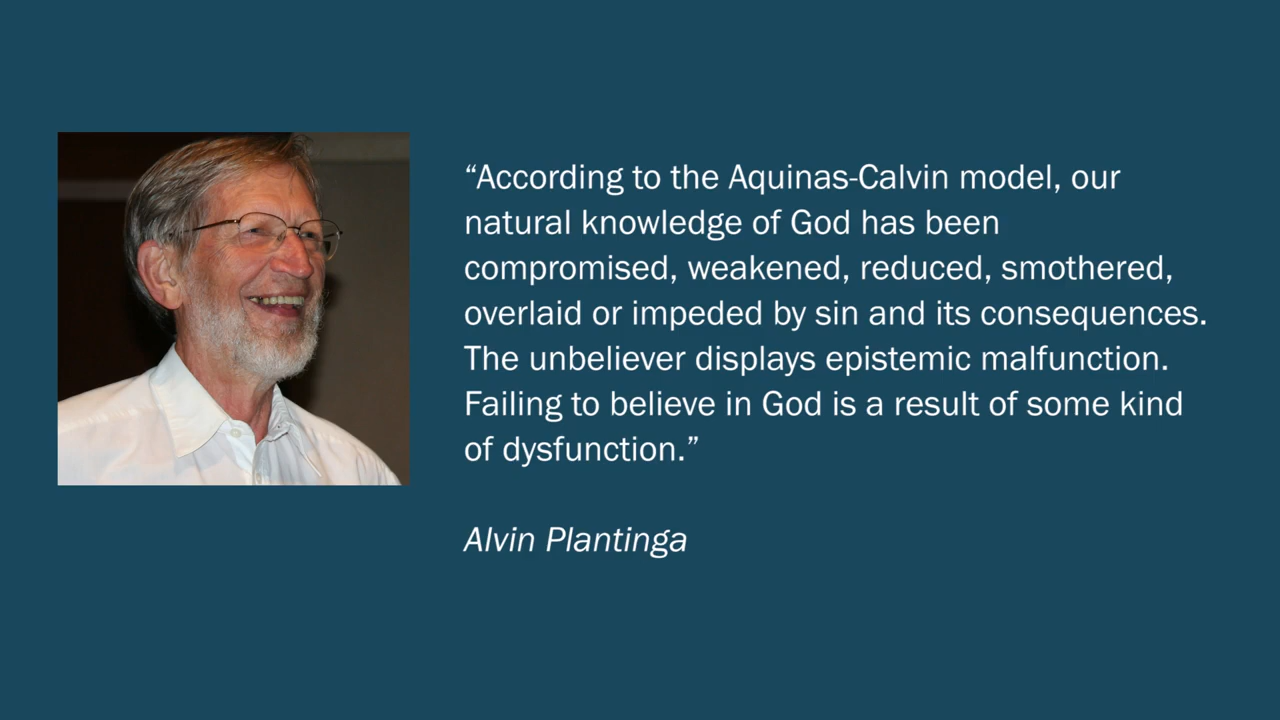 “According to the Aquinas-Calvin model, our
natural knowledge of God has been
compromised, weakened, reduced, smothered,
overlaid or impeded by sin and its consequences.
The unbeliever displays epistemic malfunction.
Failing to believe in God is a result of some kind
of dysfunction.”
Alvin Plantinga